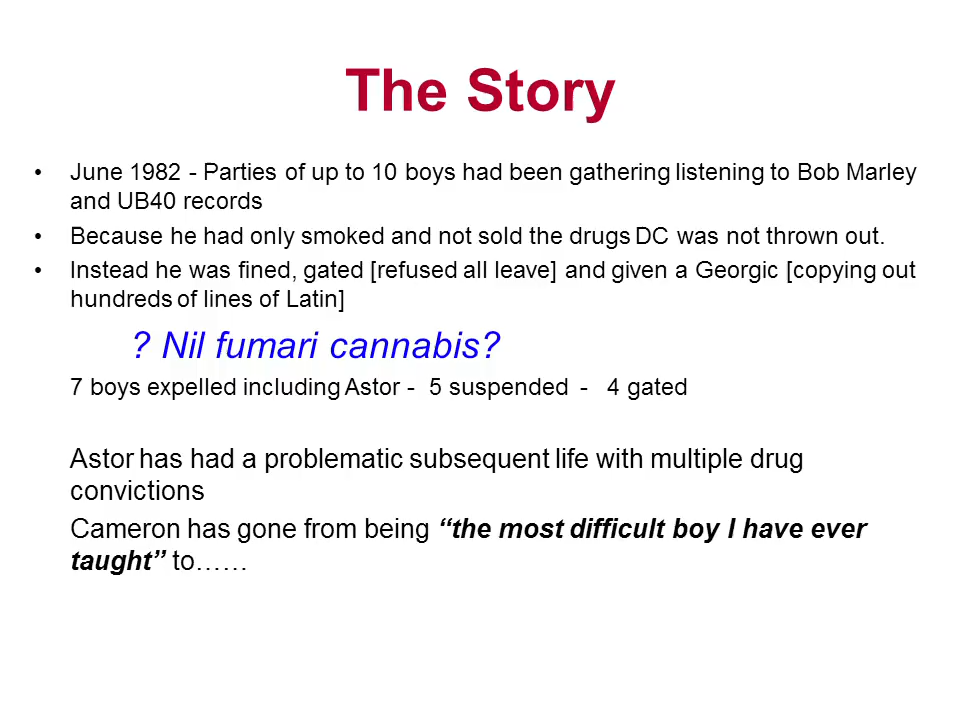 The Story
• June 1982 - Parties of up to 10 boys had been gathering listening to Bob Marley
and UB40 records
• Because he had only smoked and not sold the drugs DC was not thrown out.
• Instead he was fined, gated [refused all leave] and given a Georgic [copying out
hundreds of lines of Latin]
? Nil fumari cannabis?
7 boys expelled including Astor - 5 suspended - 4 gated
Astor has had a problematic subsequent life with multiple drug
convictions
Cameron has gone from being “the most difficult boy I have ever
taught” to……